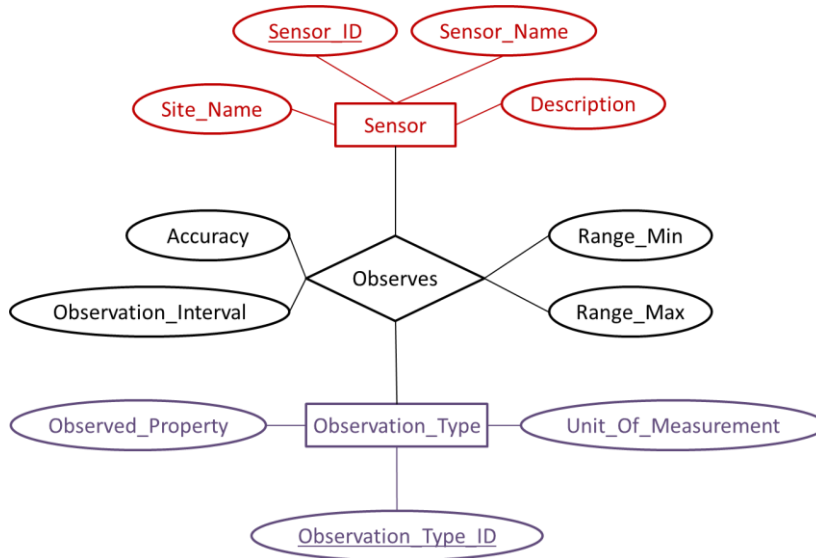 Sensor_ID
Sensor_Name
Site_Name
Description
Sensor
Accuracy
Range_Min
Observes
Observation_Interval
Range_Max
Observed_Property
Observation_Type
Unit_Of_Measurement
Observation_Type_ID